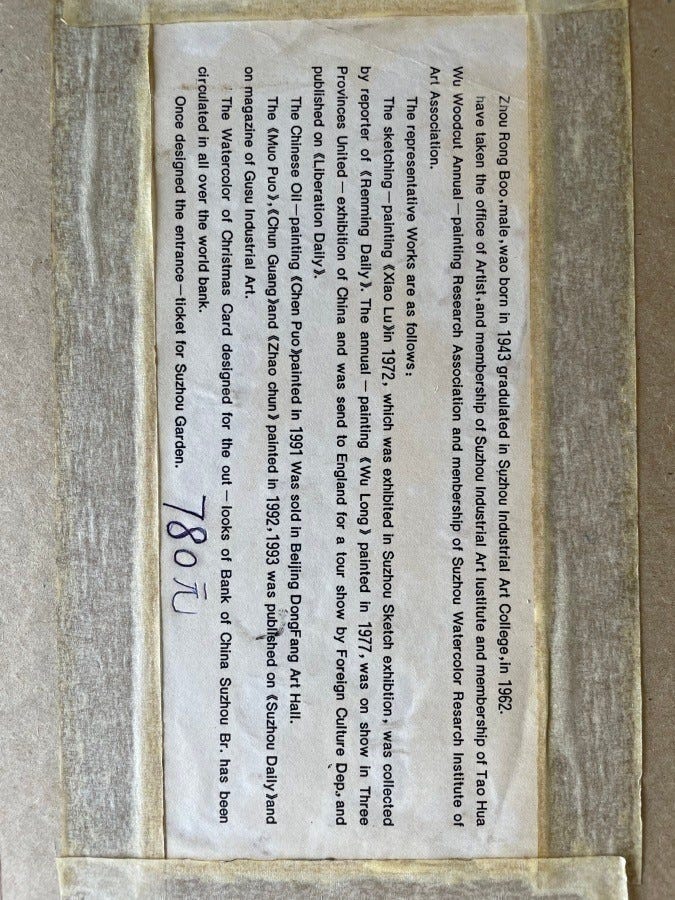 Zhou Rong Boo,male,wao born in 1943 gradulated in Suzhou Industrial Art College,in 1962.
have taken the office of Artist,and membership of Suzhou Industrial Art Iustitute and membership of Tao Hua
Wu Woodcut Annual—painting Research Association and menbership of Suzhou Watercolor Resarch Institute of
Art Association.
The representative Works are as follows:
The sketching—painting《Xiao Lu》in 1972, which was exhibited in Suzhou Sketch exhibtion, was collected
by reporter of《Renming Daily》. The annual—painting《Wu Long》painted in 1977, was on show in Three
Provinces United—exhibition of China and was send to England for a tour show by Foreign Culture Dep., and
published on《Liberation Daily》.
The Chinese Oil—painting《Chen Puo》painted in 1991 Was sold in Beijing DongFang Art Hall.
The《Muo Puo》,《Chun Guang》and《Zhao chun》painted in 1992,1993 was published on《Suzhou Daily》and
on magazine of Gusu Industrial Art.
The Watercolor of Christmas Card designed for the out—looks of Bank of China Suzhou Br. has been
circulated in all over the world bank.
Once designed the entrance—ticket for Suzhou Garden.
780元